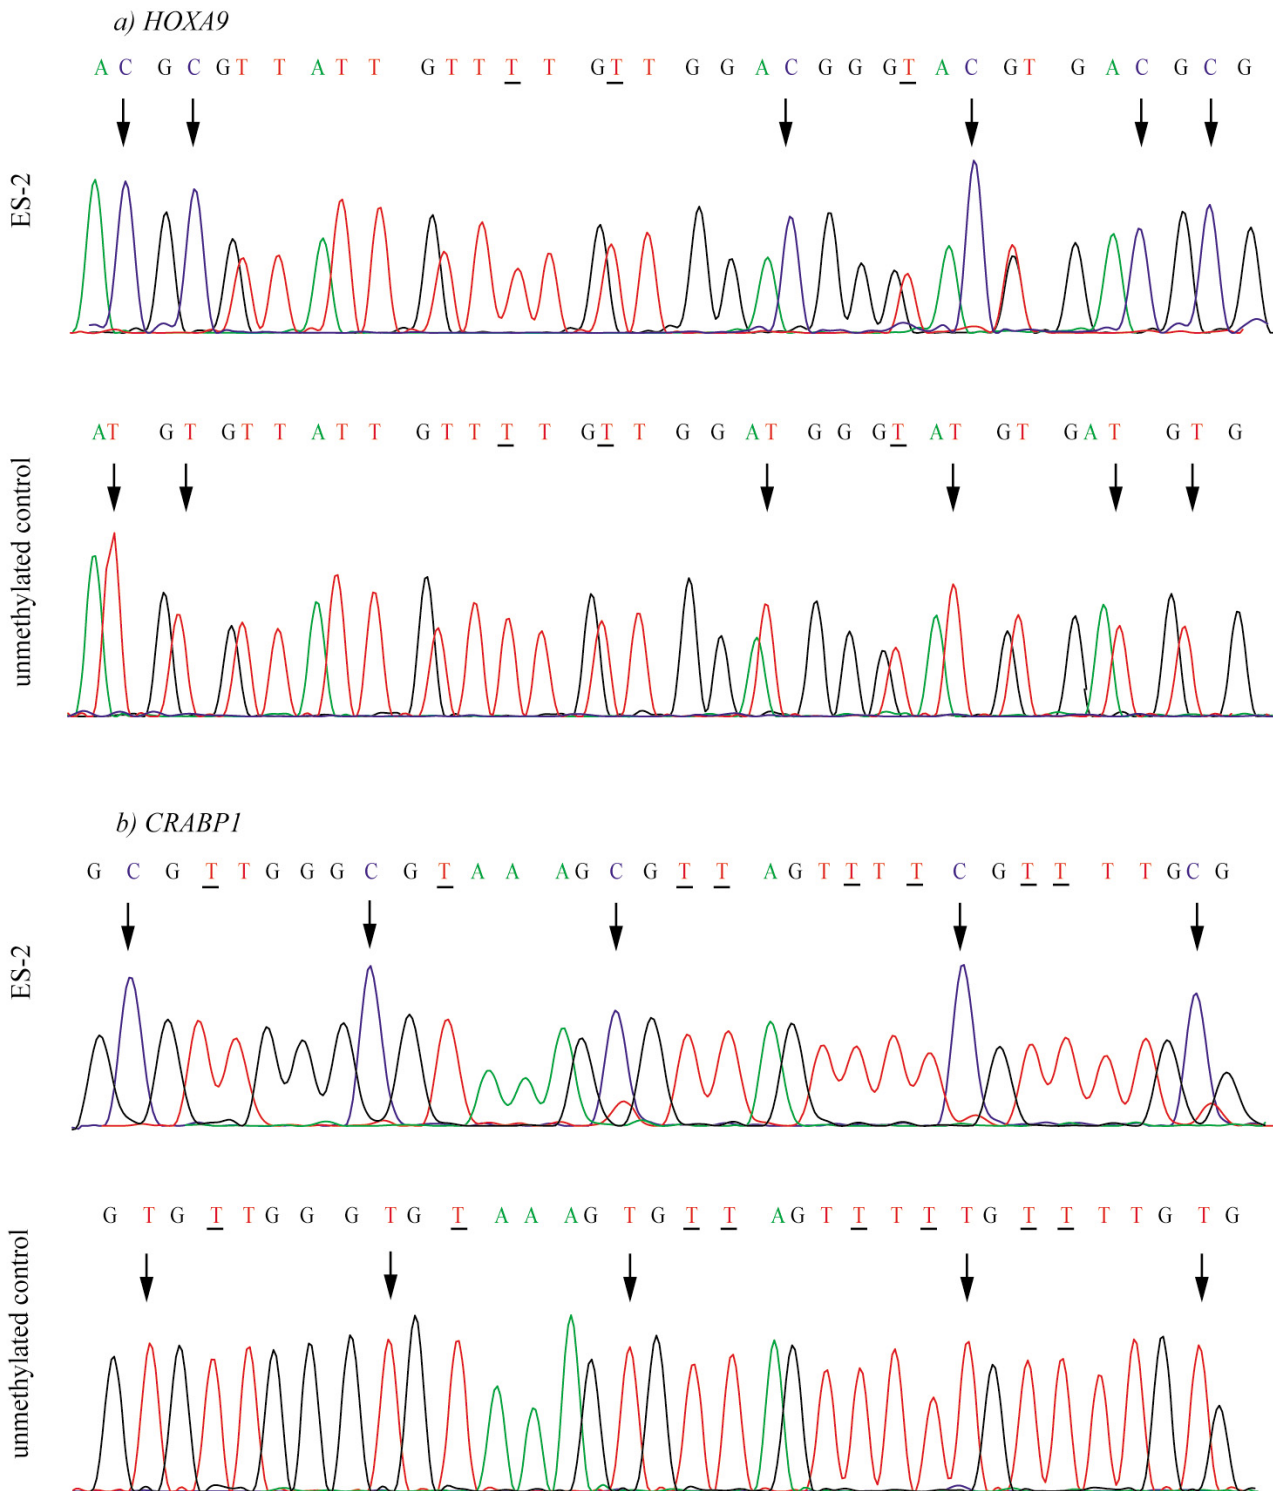 a) HOXA9
A C G C G T T A T T G T T T T G T T G G A C G G G T A C G T G A C G C G
ES-2
A T G T G T T A T T G T T T T G T T G G A T G G G T A T G T G A T G T G
unmethylated control
b) CRABP1
G C G T T G G G C G T A A A G C G T T A G T T T T C G T T T T G C G
ES-2
G T G T T G G G T G T A A A G T G T T A G T T T T T G T T T T G T G
unmethylated control